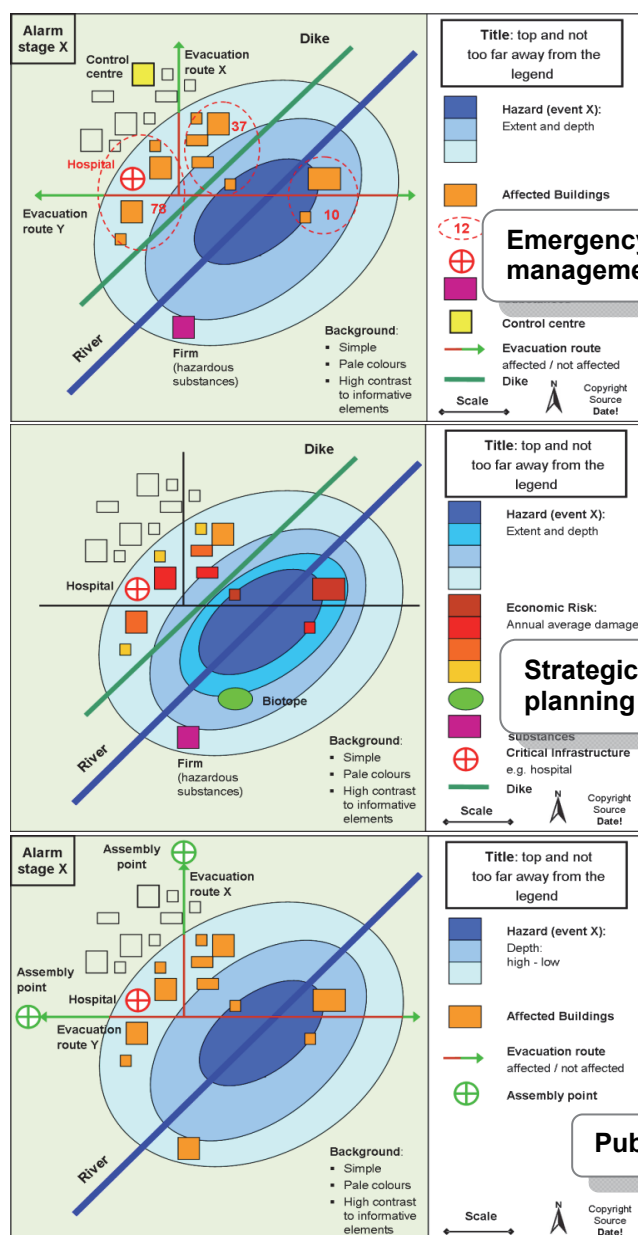 Alarm
stage X
Control
centre
Evacuation
route X
Dike
37
Hospital
78
10
Evacuation
route Y
River
Firm
(hazardous
substances)
Background:
▪ Simple
▪ Pale colours
▪ High contrast
to informative
elements
Title: top and not
too far away from the
legend
Hazard (event X):
Extent and depth
Affected Buildings
12
Emergency
manageme
Control centre
Evacuation route
affected / not affected
Dike
Scale
N
Copyright
Source
Date!
Dike
Hospital
Biotope
River
Firm
(hazardous
substances)
Background:
▪ Simple
▪ Pale colours
▪ High contrast
to informative
elements
Title: top and not
too far away from the
legend
Hazard (event X):
Extent and depth
Economic Risk:
Annual average damage
Strategic
planning
substances
Critical Infrastructure
e.g. hospital
Dike
Scale
N
Copyright
Source
Date!
Alarm
stage X
Assembly
point
Evacuation
route X
Assembly
point
Hospital
Evacuation
route Y
River
Background:
▪ Simple
▪ Pale colours
▪ High contrast
to informative
elements
Title: top and not
too far away from the
legend
Hazard (event X):
Depth:
high - low
Affected Buildings
Evacuation route
affected / not affected
Assembly point
Pub
Scale
N
Copyright
Source
Date!